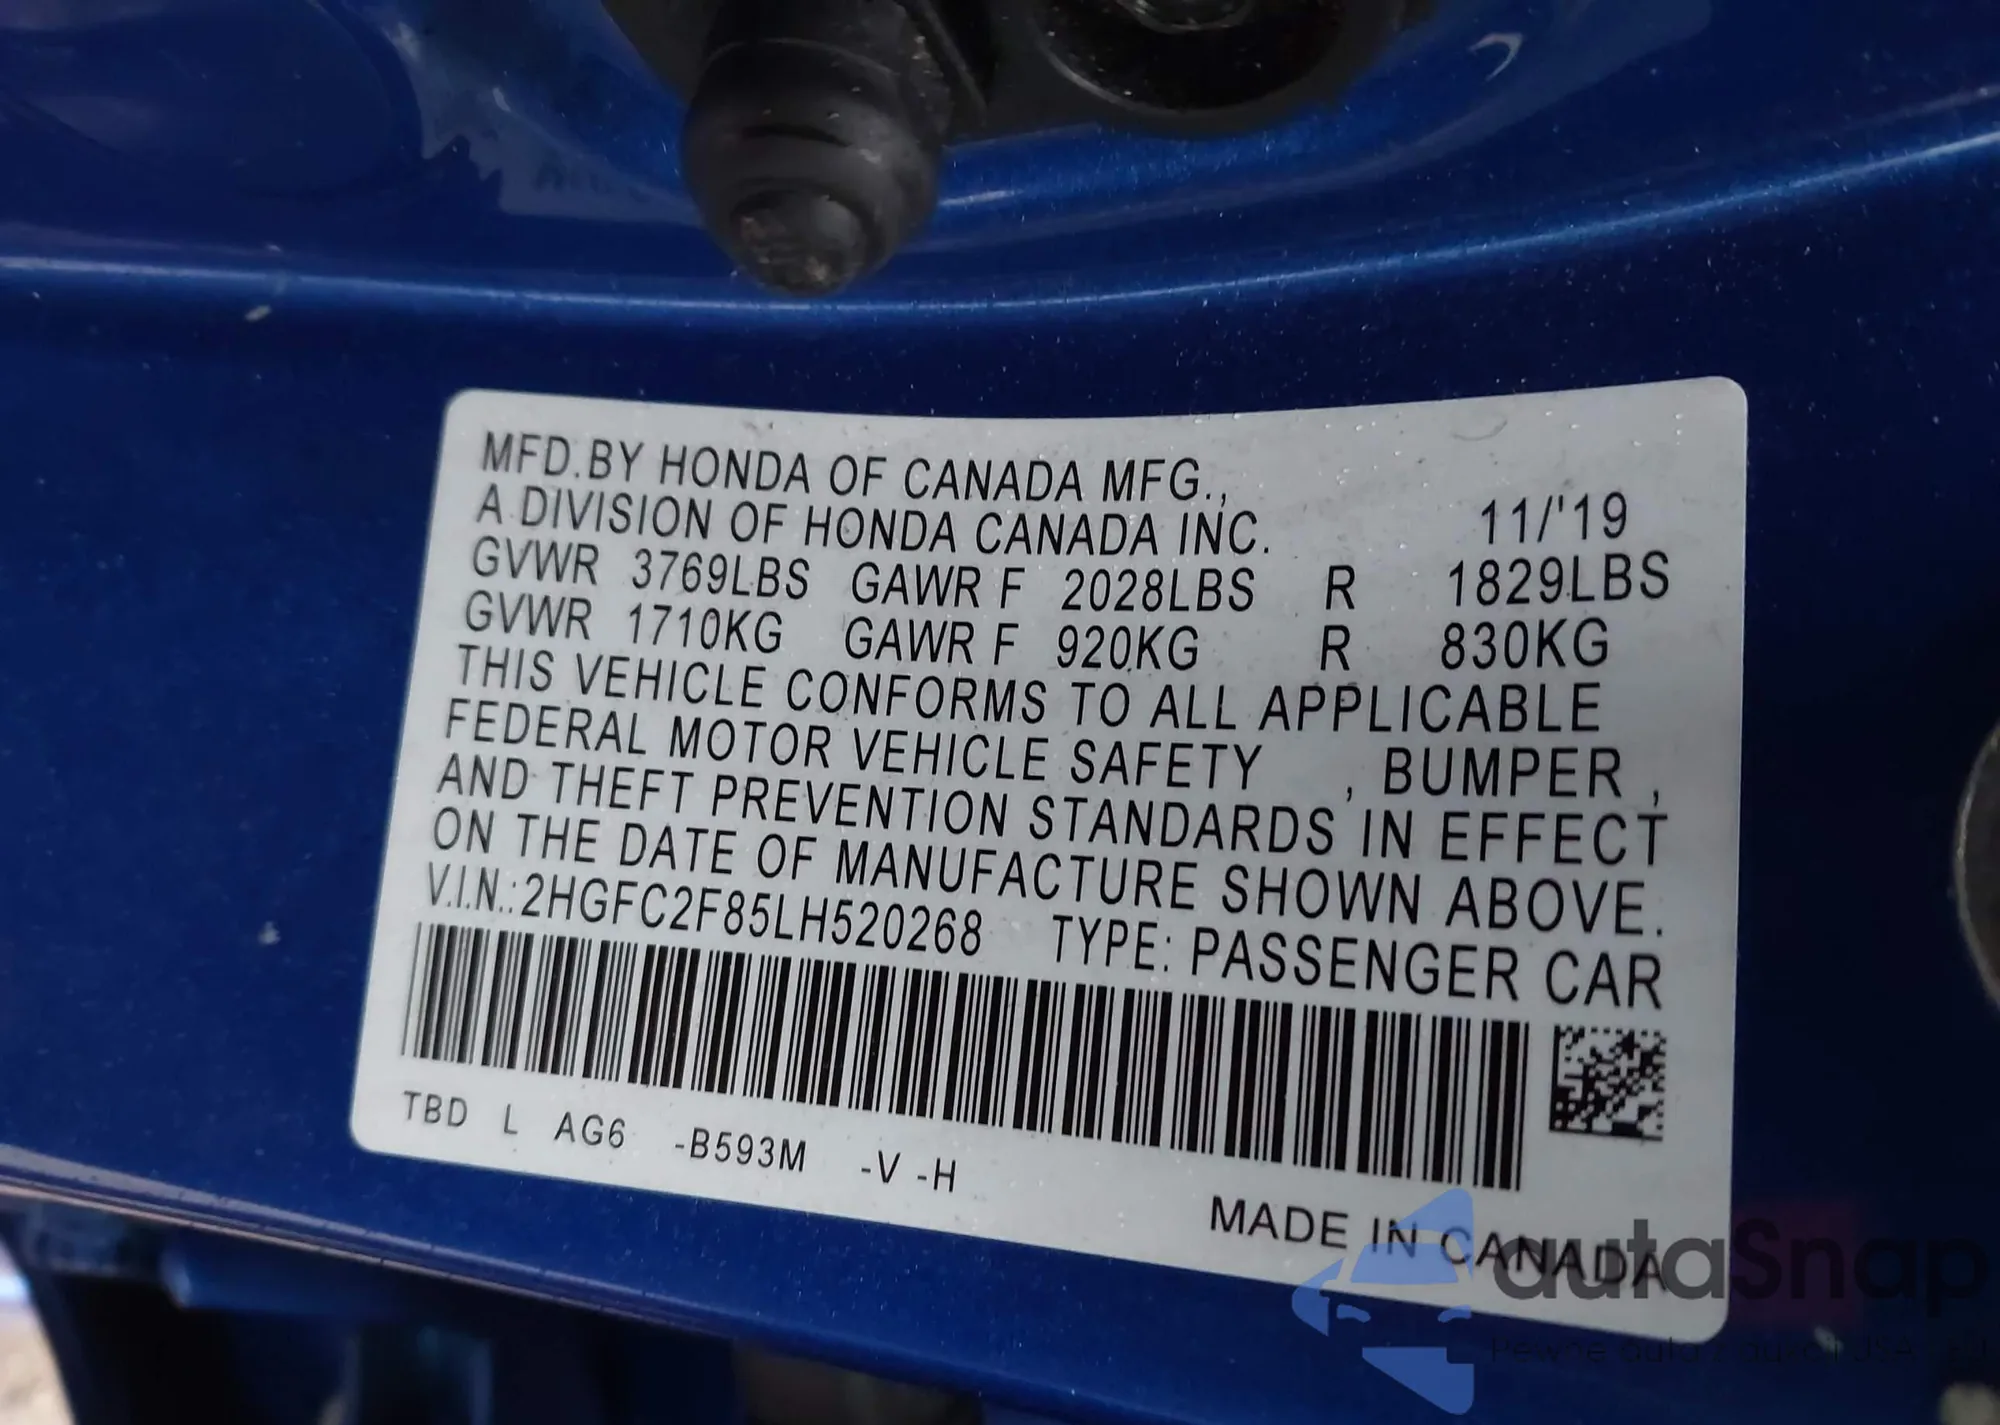 MFD.BY HONDA OF CANADA MFG.,
A DIVISION OF HONDA CANADA INC. 11/'19
GVWR 3769LBS GAWR F 2028LBS R 1829LBS
GVWR 1710KG GAWR F 920KG R 830KG
THIS VEHICLE CONFORMS TO ALL APPLICABLE
FEDERAL MOTOR VEHICLE SAFETY , BUMPER ,
AND THEFT PREVENTION STANDARDS IN EFFECT
ON THE DATE OF MANUFACTURE SHOWN ABOVE.
V.I.N.:2HGFC2F85LH520268 TYPE: PASSENGER CAR
TBD L AG6 -B593M -V -H
MADE IN CANADA
autaSnap